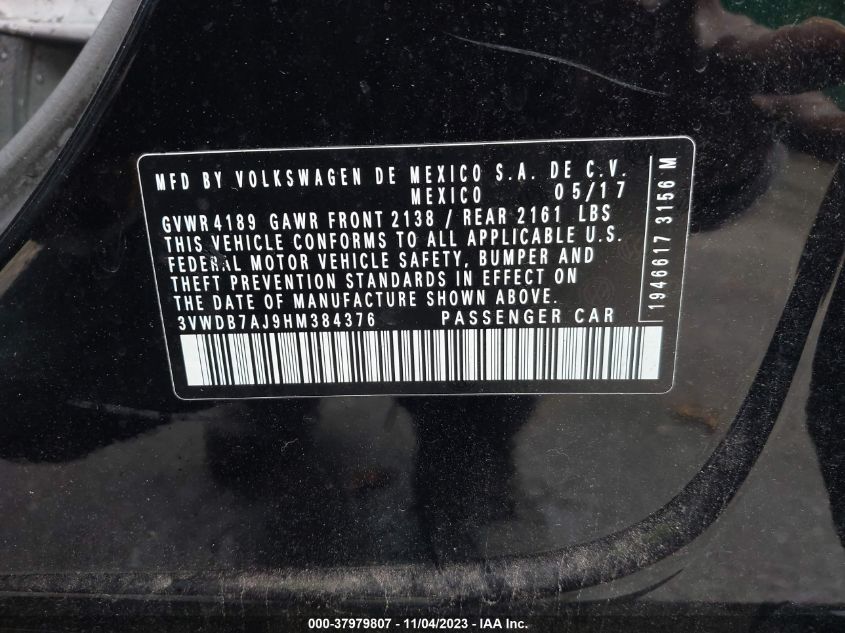 MFD BY VOLKSWAGEN DE MEXICO S.A. DE C.V.
MEXICO 05/17
GVWR 4189 GAWR FRONT 2138 / REAR 2161 LBS
THIS VEHICLE CONFORMS TO ALL APPLICABLE U.S.
FEDERAL MOTOR VEHICLE SAFETY, BUMPER AND
THEFT PREVENTION STANDARDS IN EFFECT ON
THE DATE OF MANUFACTURE SHOWN ABOVE.
3VWDB7AJ9HM384376 PASSENGER CAR
1946617 3156 M
000-37979807 - 11/04/2023 - IAA Inc.